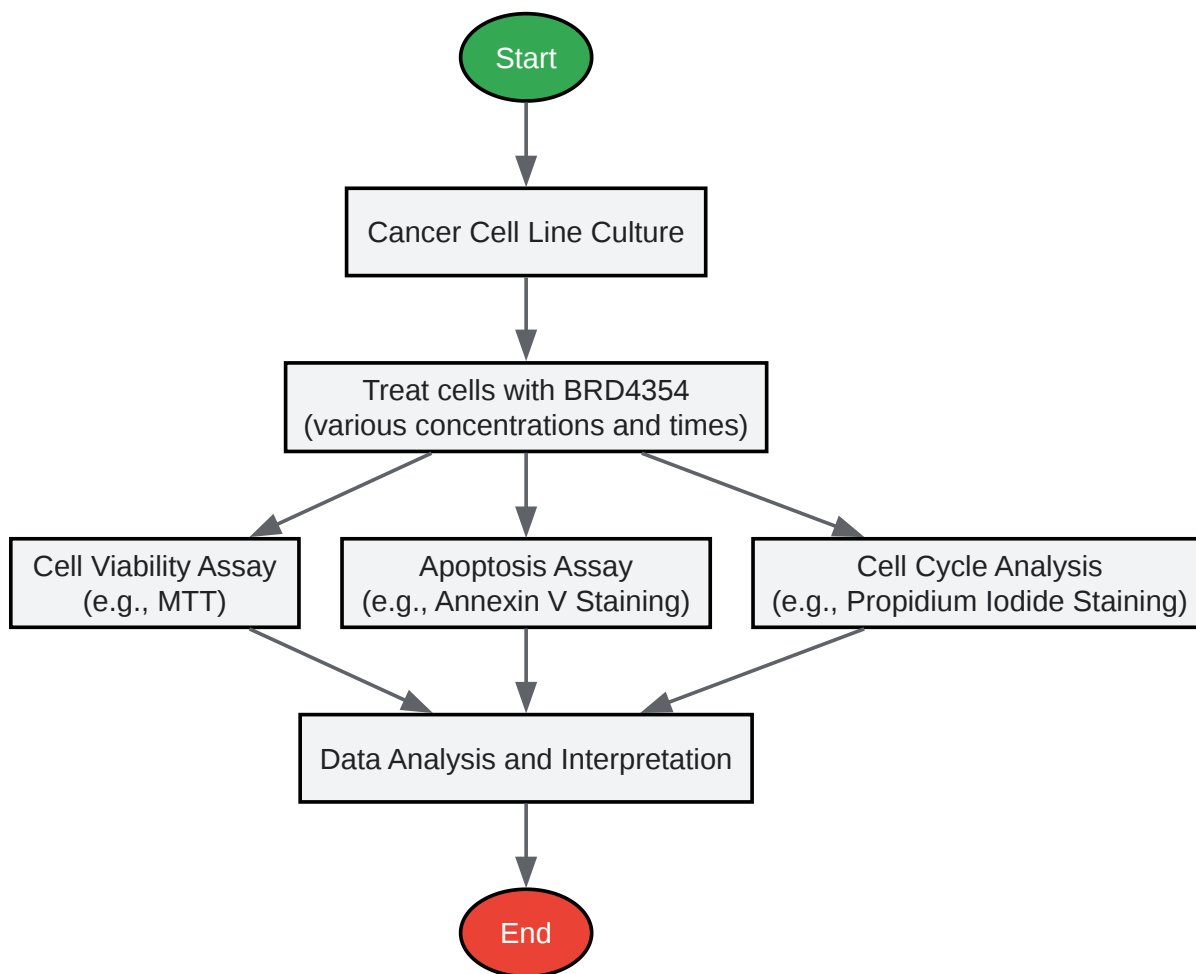 Start
Cancer Cell Line Culture
Treat cells with BRD4354
(various concentrations and times)
Cell Viability Assay
(e.g., MTT)
Apoptosis Assay
(e.g., Annexin V Staining)
Cell Cycle Analysis
(e.g., Propidium Iodide Staining)
Data Analysis and Interpretation
End